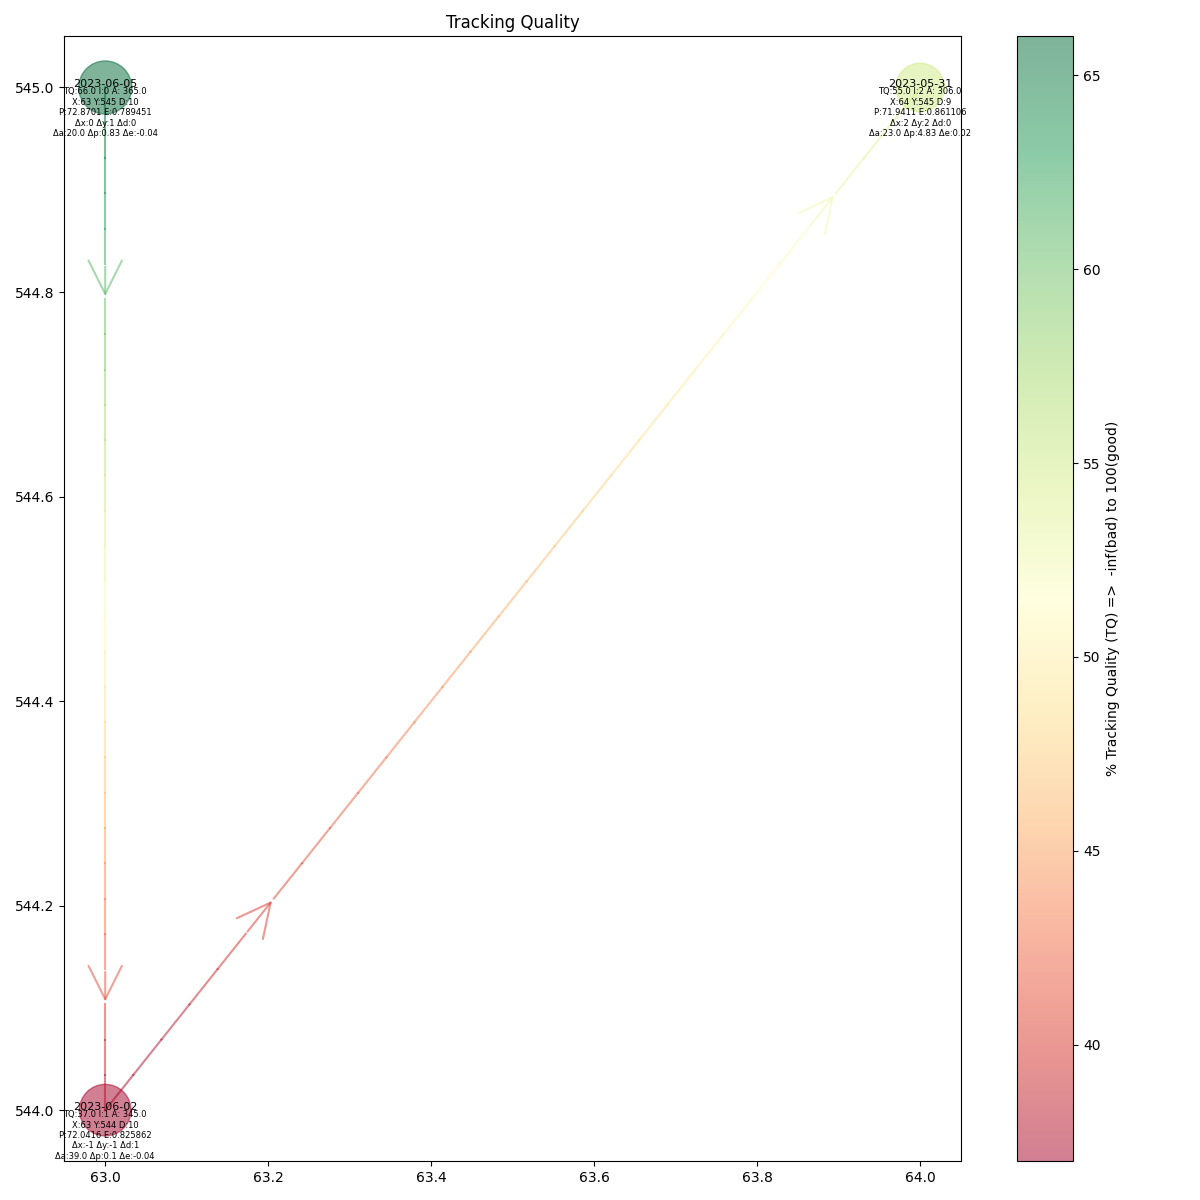 Tracking Quality
545.0
544.8
544.6
544.4
544.2
544.0
2023-06-05
TQ:66.0 I:0 A: 365.0
X:63 Y:545 D:10
P:72.8701 E:0.789451
Δx:0 Δy:1 Δd:0
Δa:20.0 Δp:0.83 Δe:-0.04
2023-05-31
TQ:55.0 I:2 A: 306.0
X:64 Y:545 D:9
P:71.9411 E:0.861106
Δx:2 Δy:2 Δd:0
Δa:23.0 Δp:4.83 Δe:0.02
2023-06-02
TQ:37.0 I:1 A: 345.0
X:63 Y:544 D:10
P:72.0416 E:0.825862
Δx:-1 Δy:-1 Δd:1
Δa:39.0 Δp:0.1 Δe:-0.04
63.0
63.2
63.4
63.6
63.8
64.0
65
60
55
50
45
40
% Tracking Quality (TQ) =>  -inf(bad) to 100(good)